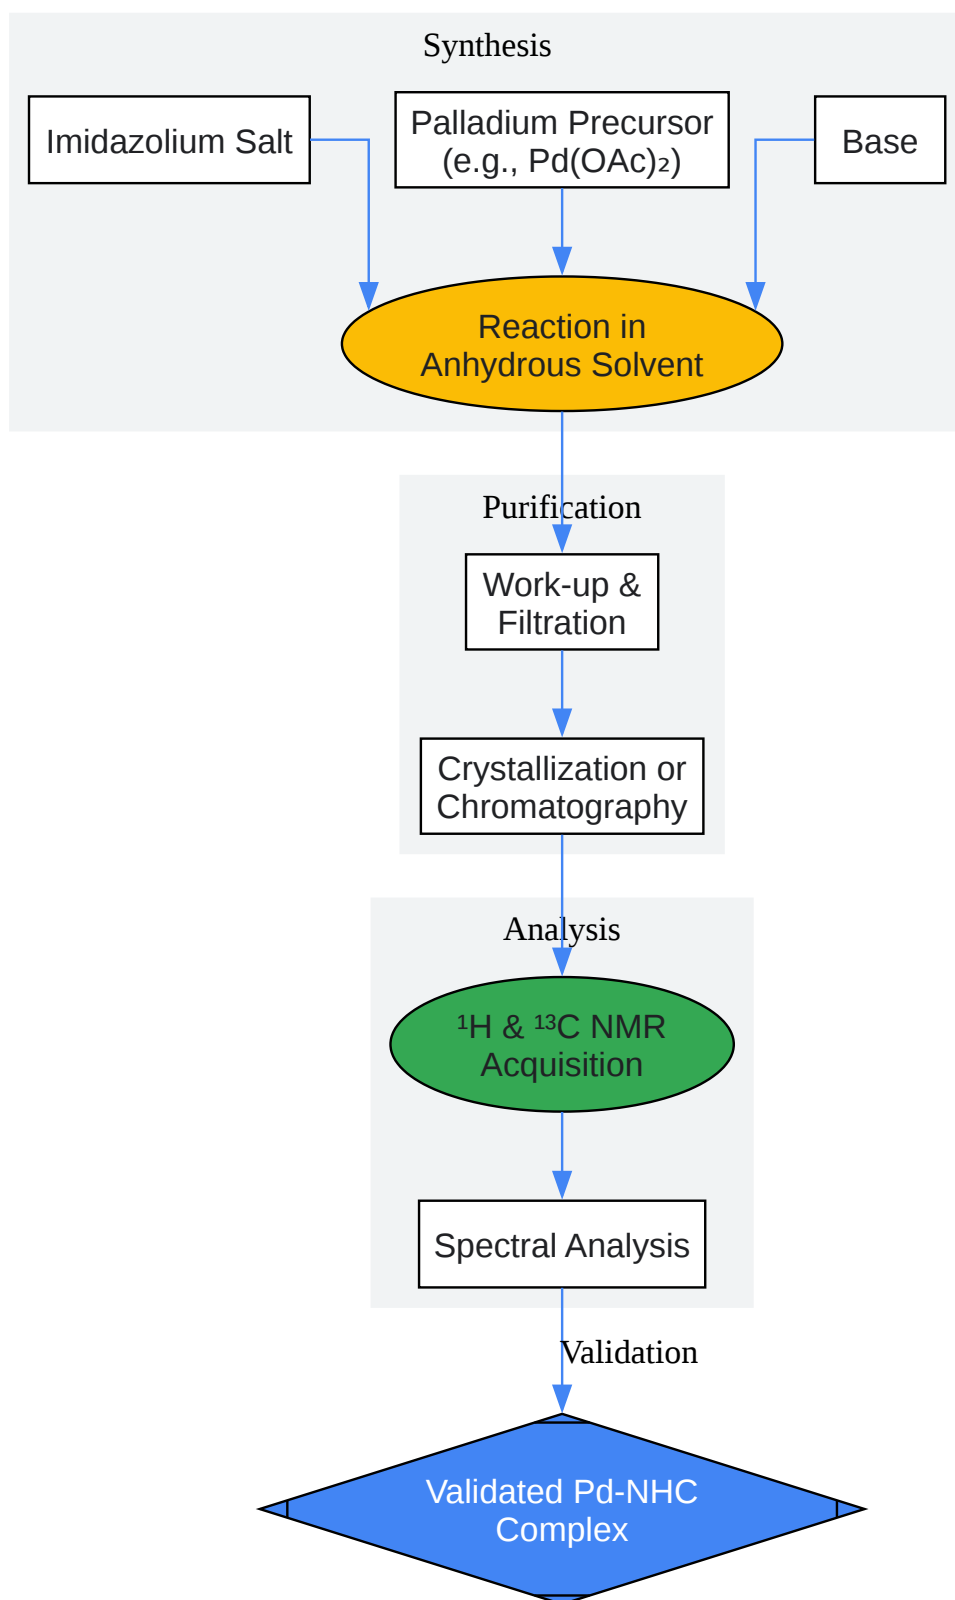 Synthesis
Imidazolium Salt
Palladium Precursor
(e.g., Pd(OAc)₂)
Base
Reaction in
Anhydrous Solvent
Purification
Work-up &
Filtration
Crystallization or
Chromatography
Analysis
¹H & ¹³C NMR
Acquisition
Spectral Analysis
Validation
Validated Pd-NHC
Complex